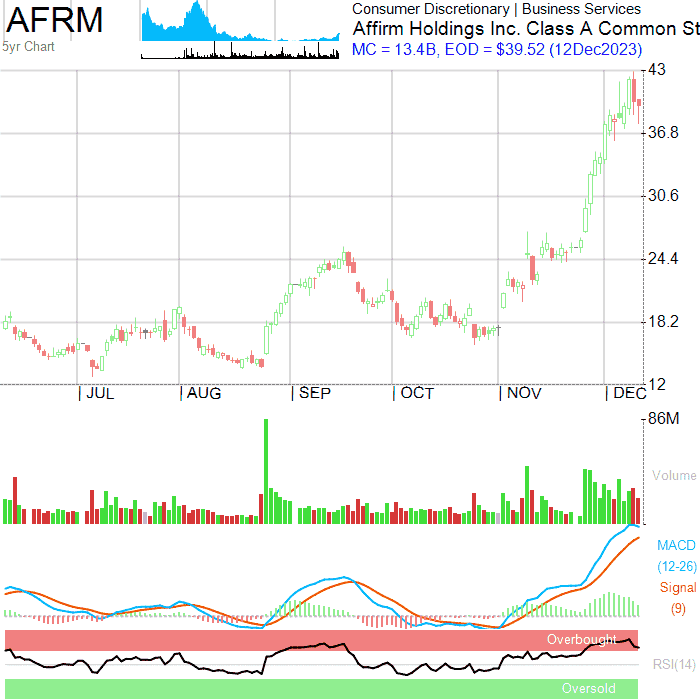 AFRM
5yr Chart
Consumer Discretionary | Business Services
Affirm Holdings Inc. Class A Common St
MC = 13.4B, EOD = $39.52 (12Dec2023)
43
36.8
30.6
24.4
18.2
12
| JUL | AUG | SEP | OCT | NOV | DEC
86M
Volume
MACD
(12-26)
Signal
(9)
Overbought
RSI(14)
Oversold